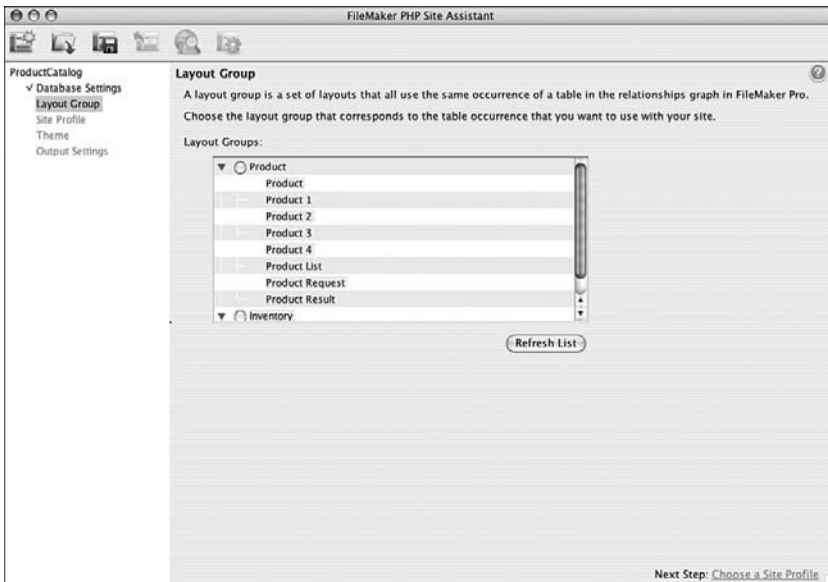 FileMaker PHP Site Assistant
ProductCatalog
√ Database Settings
Layout Group
Site Profile
Theme
Output Settings
Layout Group
A layout group is a set of layouts that all use the same occurrence of a table in the relationships graph in FileMaker Pro.
Choose the layout group that corresponds to the table occurrence that you want to use with your site.
Layout Groups:
Product
Product
Product 1
Product 2
Product 3
Product 4
Product List
Product Request
Product Result
Inventory
Refresh List
Next Step: Choose a Site Profile